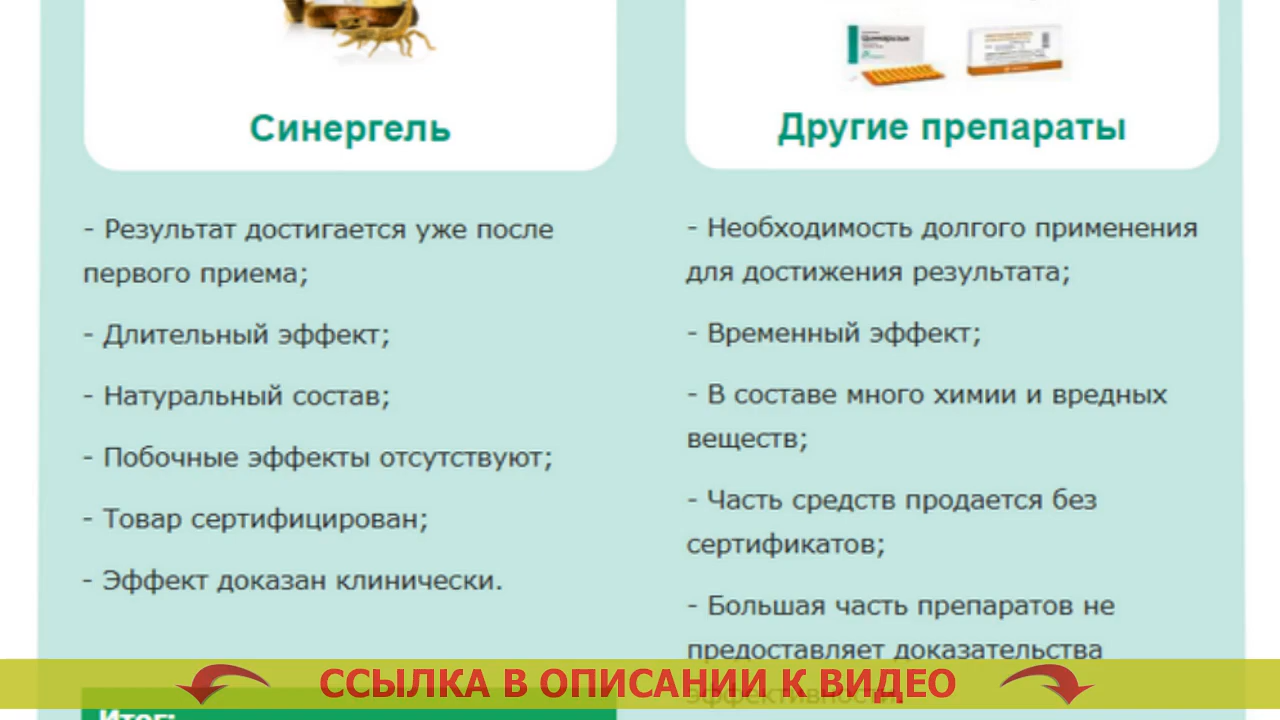 Синергель
- Результат достигается уже после
первого приема;
- Длительный эффект;
- Натуральный состав;
- Побочные эффекты отсутствуют;
- Товар сертифицирован;
- Эффект доказан клинически.
Другие препараты
- Необходимость долгого применения
для достижения результата;
- Временный эффект;
- В составе много химии и вредных
веществ;
- Часть средств продается без
сертификатов;
- Большая часть препаратов не
предоставляет доказательства
эффективности.
ССЫЛКА В ОПИСАНИИ К ВИДЕО
Итог: